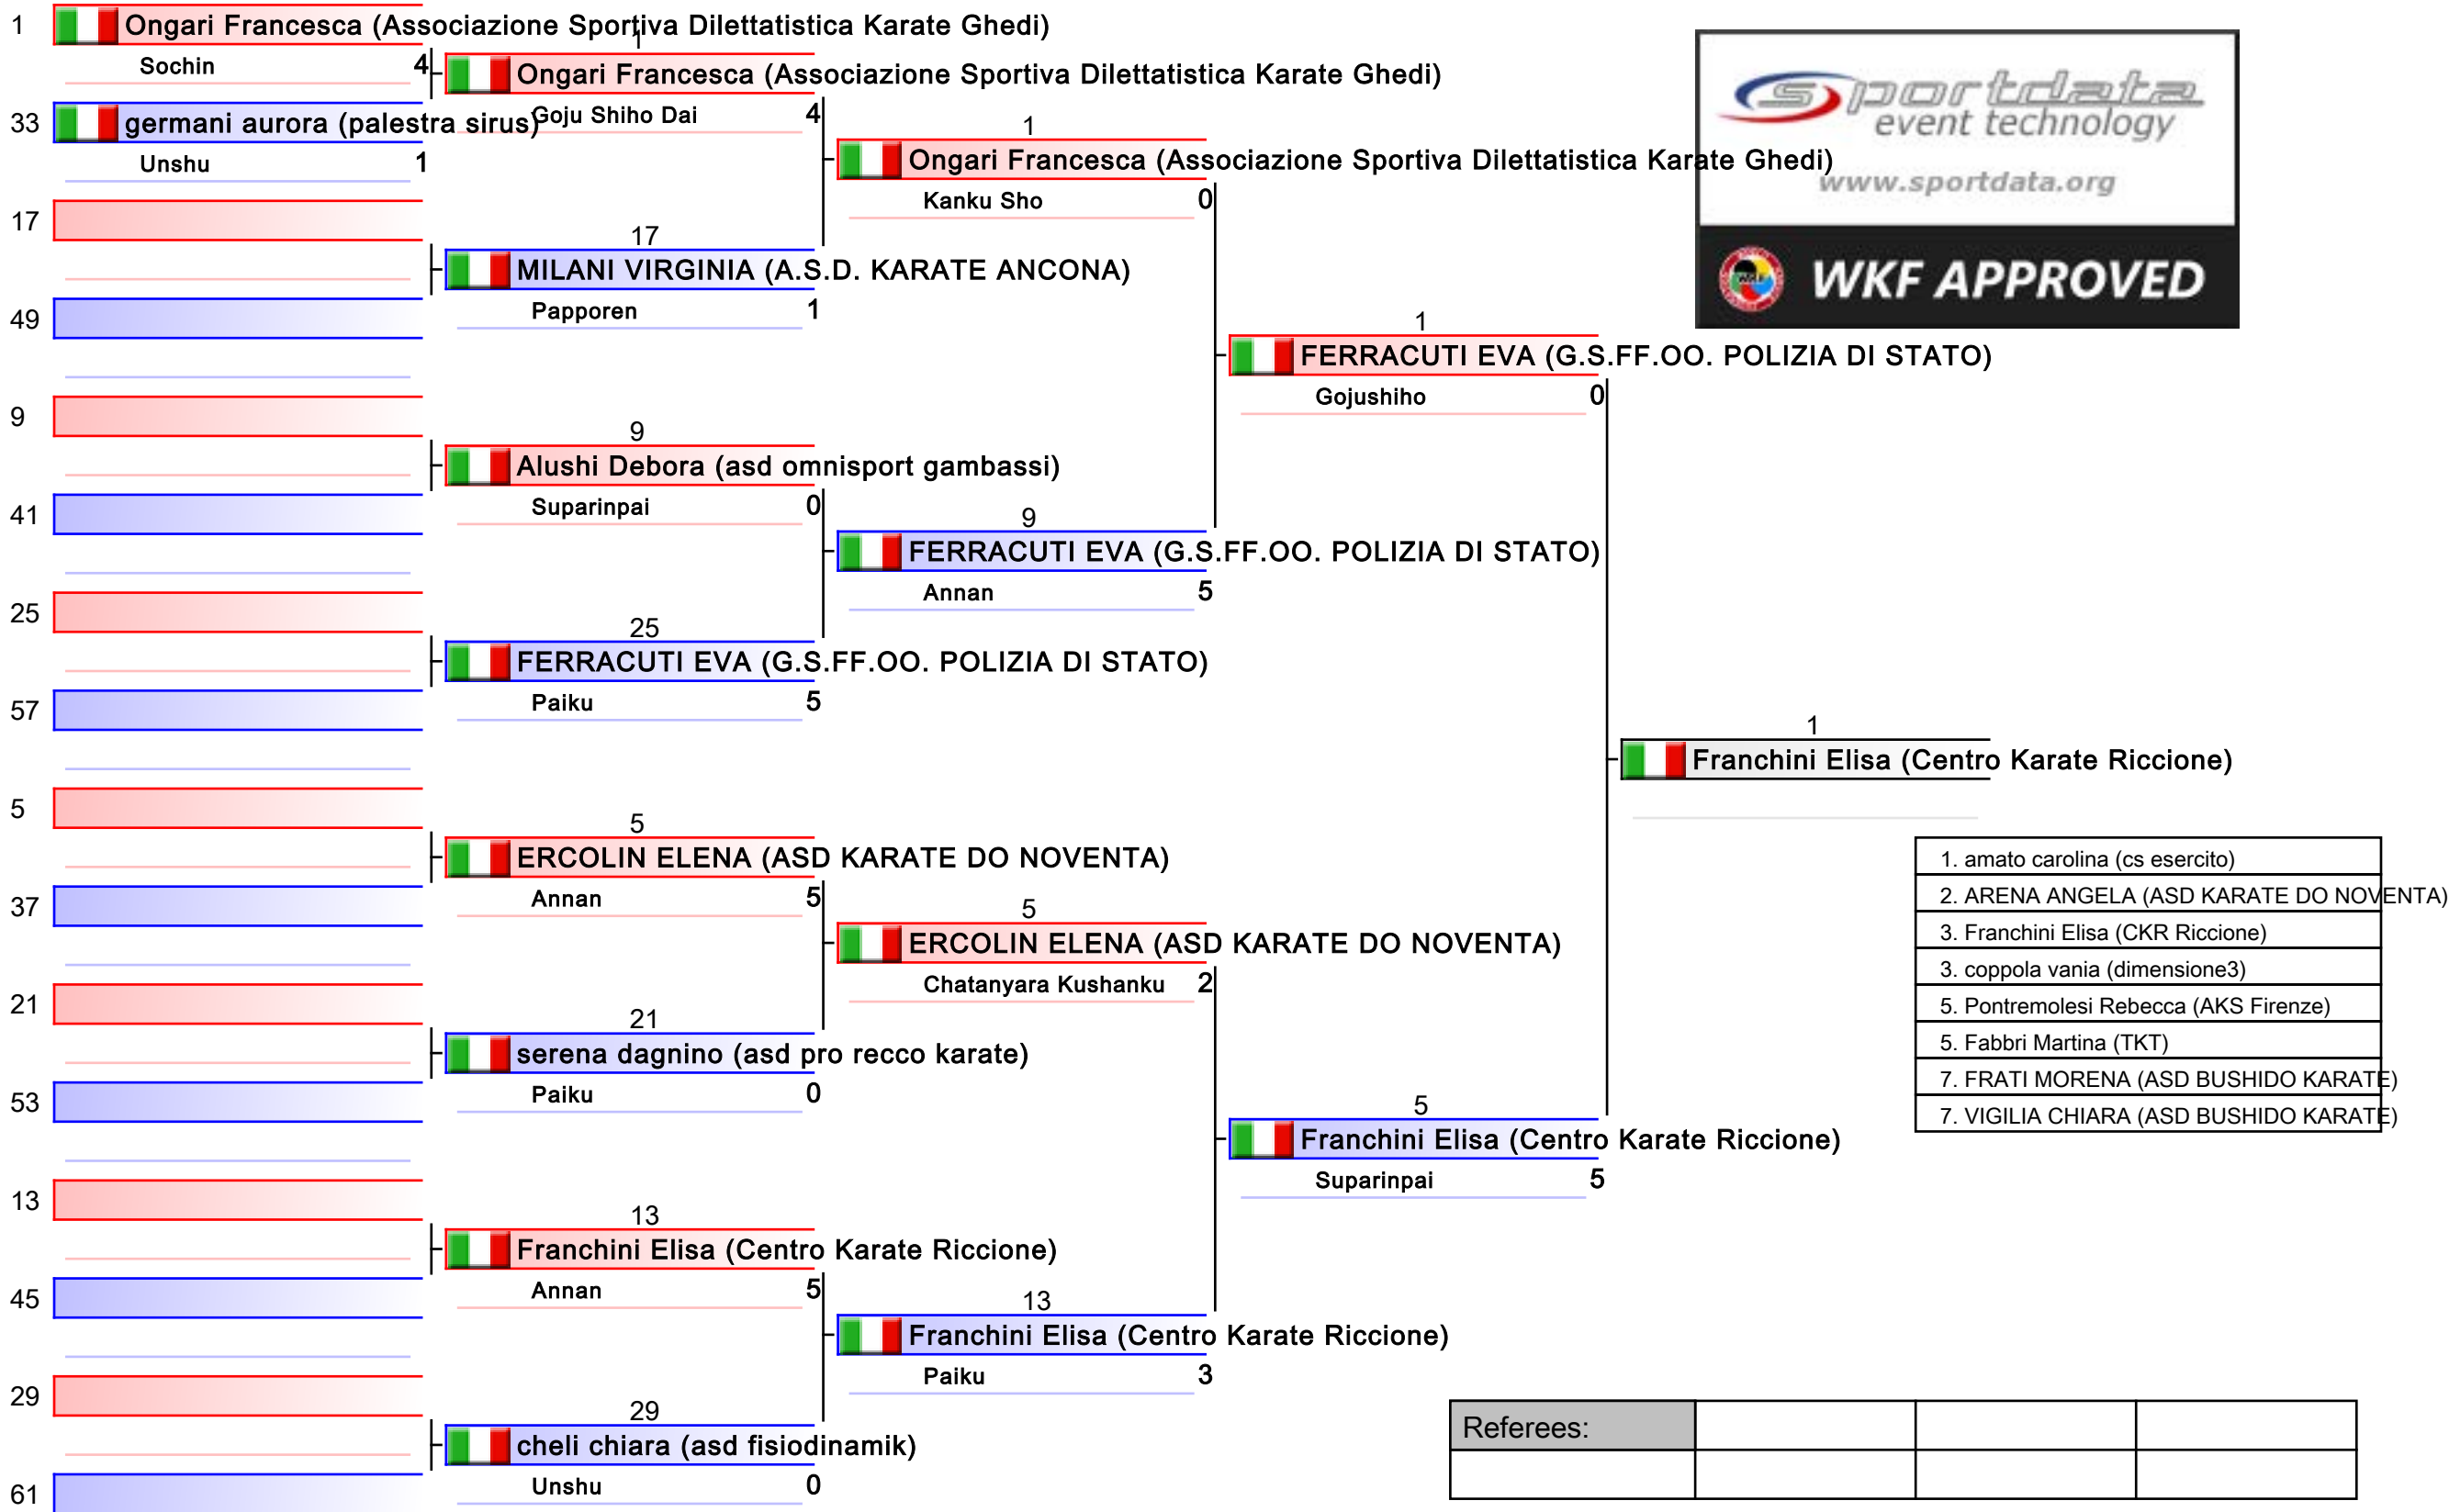 1
Ongari Francesca (Associazione Sportiva Dilettatistica Karate Ghedi)
Sochin 4
33
germani aurora (palestra sirus)
Unshu 1
17
49
9
41
25
57
5
37
21
53
13
45
29
61
1
Ongari Francesca (Associazione Sportiva Dilettatistica Karate Ghedi)
Goju Shiho Dai 4
17
MILANI VIRGINIA (A.S.D. KARATE ANCONA)
Papporen 1
9
Alushi Debora (asd omnisport gambassi)
Suparinpai 0
25
FERRACUTI EVA (G.S.FF.OO. POLIZIA DI STATO)
Paiku 5
5
ERCOLIN ELENA (ASD KARATE DO NOVENTA)
Annan 5
21
serena dagnino (asd pro recco karate)
Paiku 0
13
Franchini Elisa (Centro Karate Riccione)
Annan 5
29
cheli chiara (asd fisiodinamik)
Unshu 0
1
Ongari Francesca (Associazione Sportiva Dilettatistica Karate Ghedi)
Kanku Sho 0
9
FERRACUTI EVA (G.S.FF.OO. POLIZIA DI STATO)
Annan 5
5
ERCOLIN ELENA (ASD KARATE DO NOVENTA)
Chatanyara Kushanku 2
13
Franchini Elisa (Centro Karate Riccione)
Paiku 3
1
FERRACUTI EVA (G.S.FF.OO. POLIZIA DI STATO)
Gojushiho 0
5
Franchini Elisa (Centro Karate Riccione)
Suparinpai 5
1
Franchini Elisa (Centro Karate Riccione)
sportdata
event technology
www.sportdata.org
WKF APPROVED
1. amato carolina (cs esercito)
2. ARENA ANGELA (ASD KARATE DO NOVENTA)
3. Franchini Elisa (CKR Riccione)
3. coppola vania (dimensione3)
5. Pontremolesi Rebecca (AKS Firenze)
5. Fabbri Martina (TKT)
7. FRATI MORENA (ASD BUSHIDO KARATE)
7. VIGILIA CHIARA (ASD BUSHIDO KARATE)
Referees: